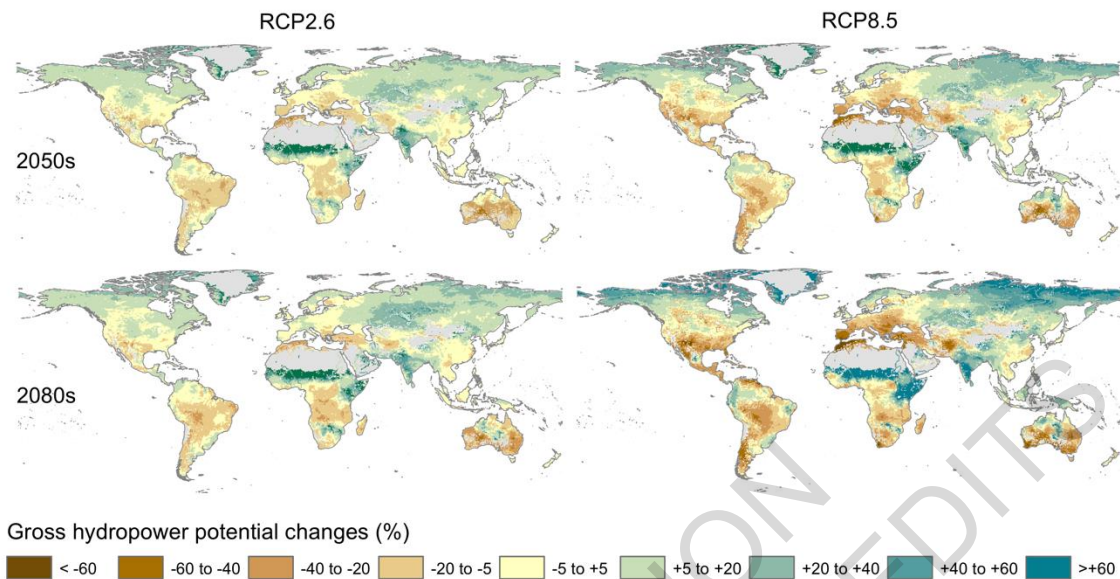 RCP2.6
RCP8.5
2050s
2080s
Gross hydropower potential changes (%)
< -60
-60 to -40
-40 to -20
-20 to -5
-5 to +5
+5 to +20
+20 to +40
+40 to +60
>+60
EDITS